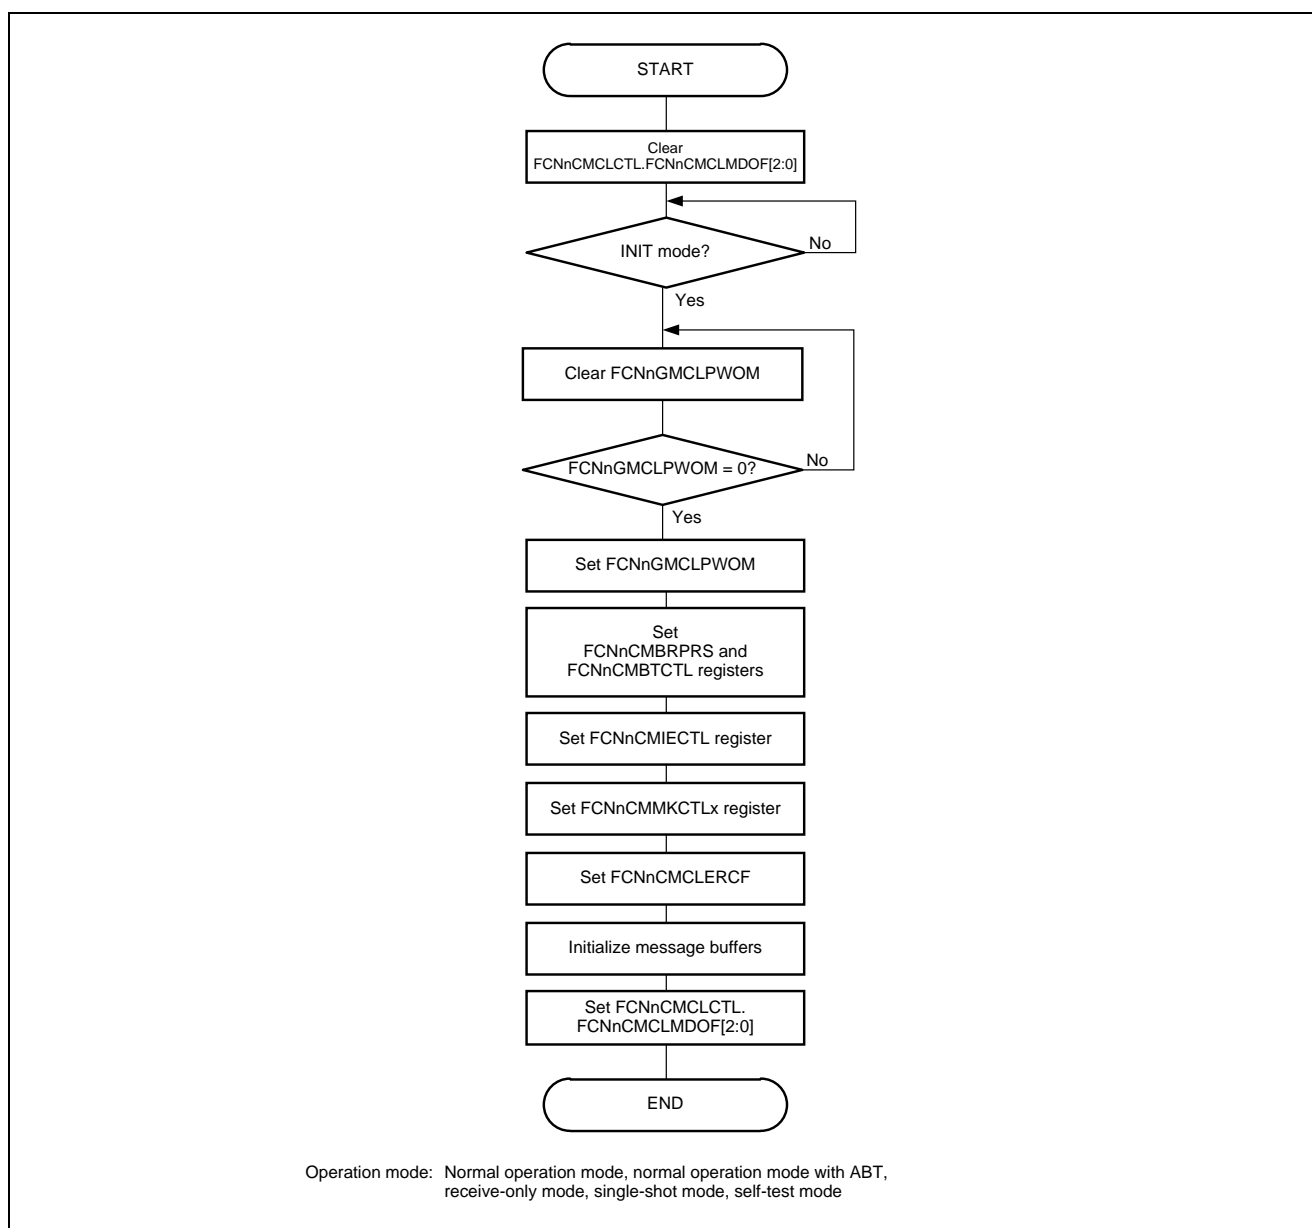 START
Clear
FCNnCMCLCTL.FCNnCMCLMDOF[2:0]
INIT mode?
No
Yes
Clear FCNnGMCLPWOM
FCNnGMCLPWOM = 0?
No
Yes
Set FCNnGMCLPWOM
Set
FCNnCMBRPRS and
FCNnCMBTCTL registers
Set FCNnCMIECTL register
Set FCNnCMMKCTLx register
Set FCNnCMCLERCF
Initialize message buffers
Set FCNnCMCLCTL.
FCNnCMCLMDOF[2:0]
END
Operation mode: Normal operation mode, normal operation mode with ABT,
receive-only mode, single-shot mode, self-test mode